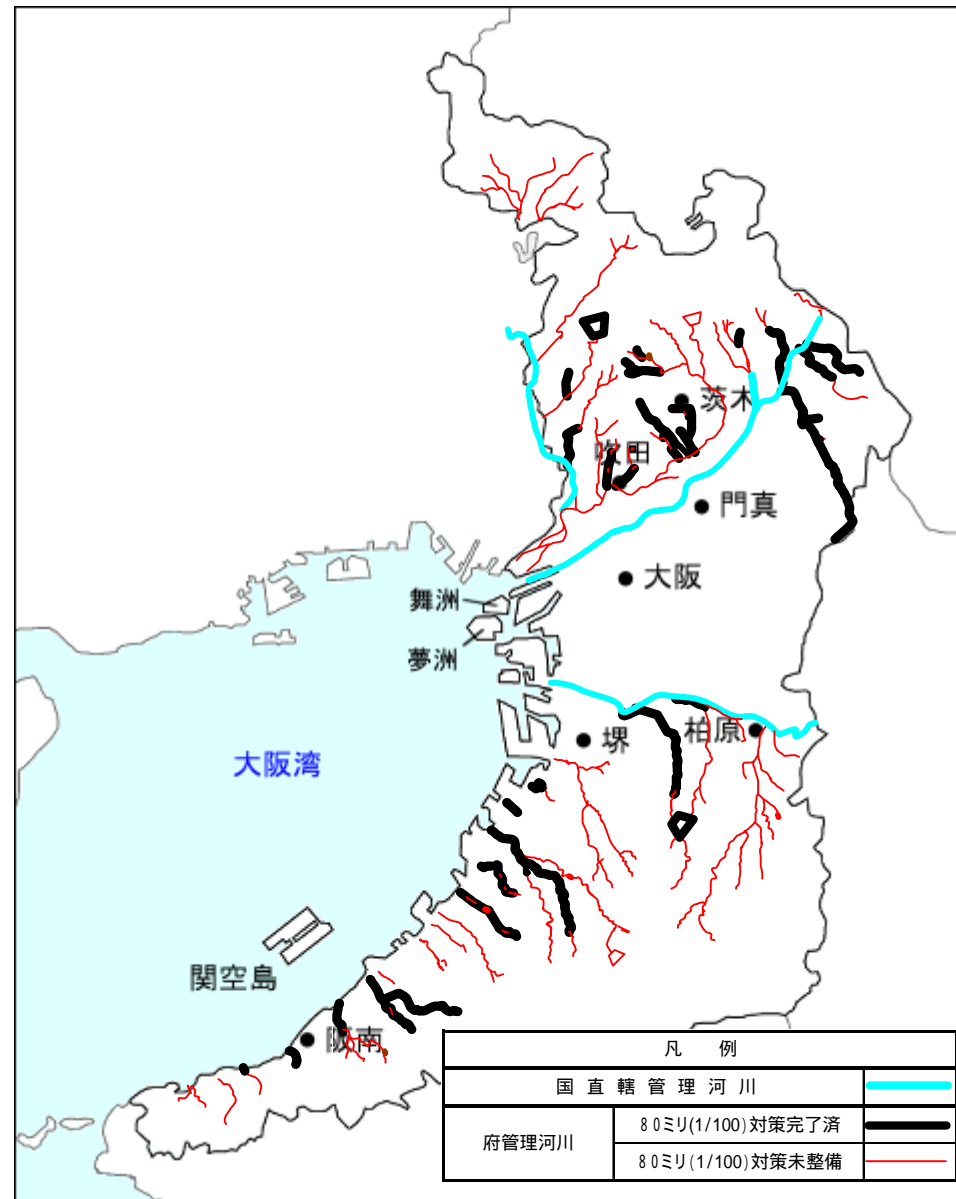 茨木
吹田
門真
大阪
舞洲
夢洲
堺
柏原
大阪湾
関空島
阪南
凡 例
国直轄管理河川
府管理河川
80ミリ(1/100)対策完了済
80ミリ(1/100)対策未整備